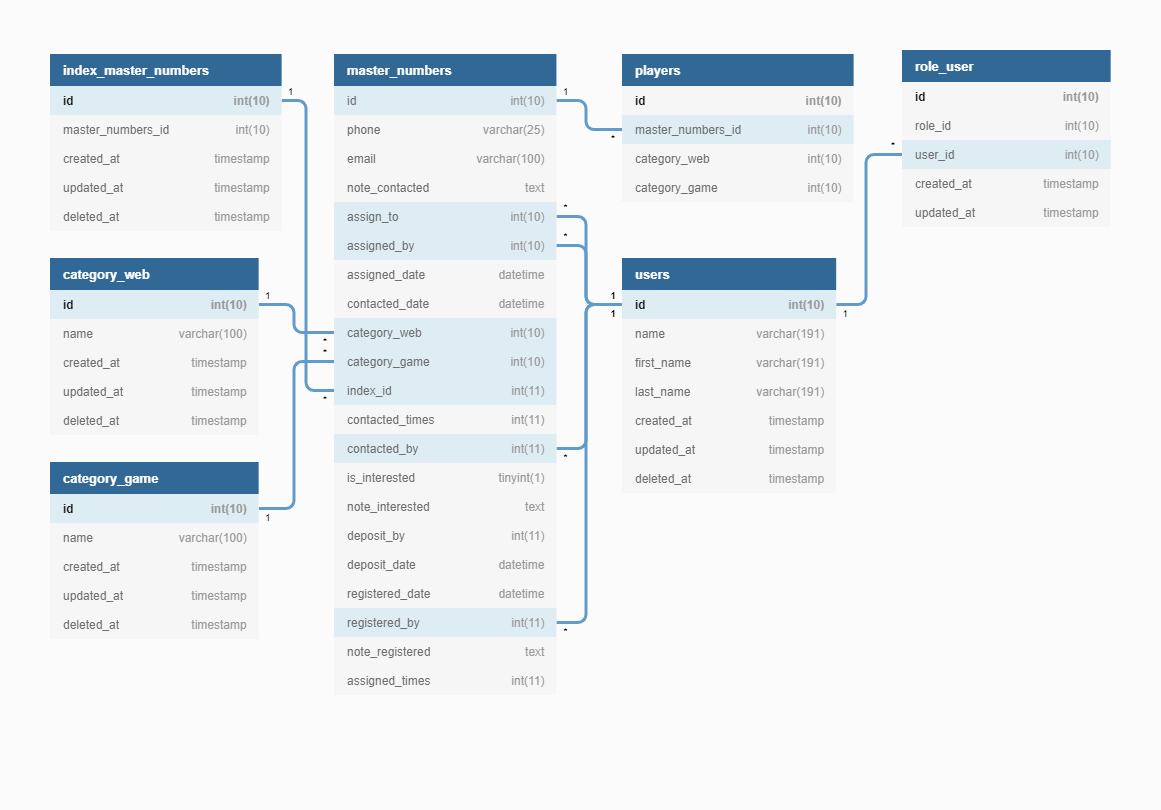 index_master_numbers
id int(10)
master_numbers_id int(10)
created_at timestamp
updated_at timestamp
deleted_at timestamp
1
category_web
id int(10)
name varchar(100)
created_at timestamp
updated_at timestamp
deleted_at timestamp
1
category_game
id int(10)
name varchar(100)
created_at timestamp
updated_at timestamp
deleted_at timestamp
1
master_numbers
id int(10)
phone varchar(25)
email varchar(100)
note_contacted text
assign_to int(10)
assigned_by int(10)
assigned_date datetime
contacted_date datetime
category_web int(10)
category_game int(10)
index_id int(11)
contacted_times int(11)
contacted_by int(11)
is_interested tinyint(1)
note_interested text
deposit_by int(11)
deposit_date datetime
registered_date datetime
registered_by int(11)
note_registered text
assigned_times int(11)
*
*
*
1
*
*
*
*
players
id int(10)
master_numbers_id int(10)
category_web int(10)
category_game int(10)
*
users
id int(10)
name varchar(191)
first_name varchar(191)
last_name varchar(191)
created_at timestamp
updated_at timestamp
deleted_at timestamp
1
1
1
role_user
id int(10)
role_id int(10)
user_id int(10)
created_at timestamp
updated_at timestamp
*